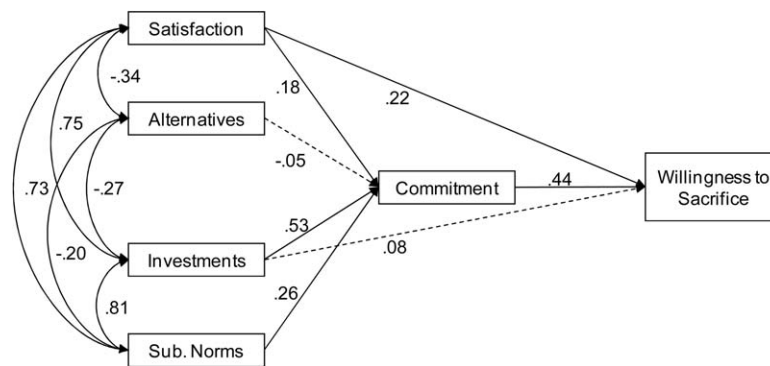 Satisfaction
-.34
.18
.22
.75
Alternatives
-.05
.73
-.27
Commitment
.44
Willingness to
Sacrifice
-.20
.53
.08
Investments
.81
.26
Sub. Norms